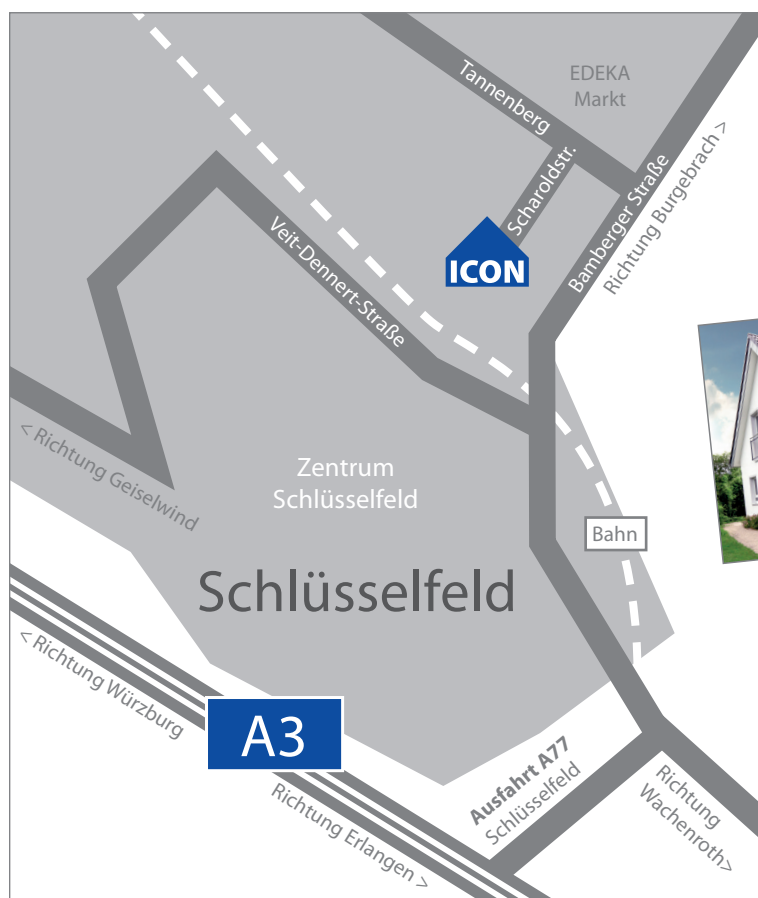 Tannenberg
EDEKA
Markt
Scharoldstr.
Bamberger Straße
Richtung Burgebrach >
ICON
Veit-Dennert-Straße
< Richtung Geiselwind
Zentrum
Schlüsselfeld
Bahn
Schlüsselfeld
< Richtung Würzburg
A3
Richtung Erlangen >
Ausfahrt A77
Schlüsselfeld
Richtung
Wachenroth>